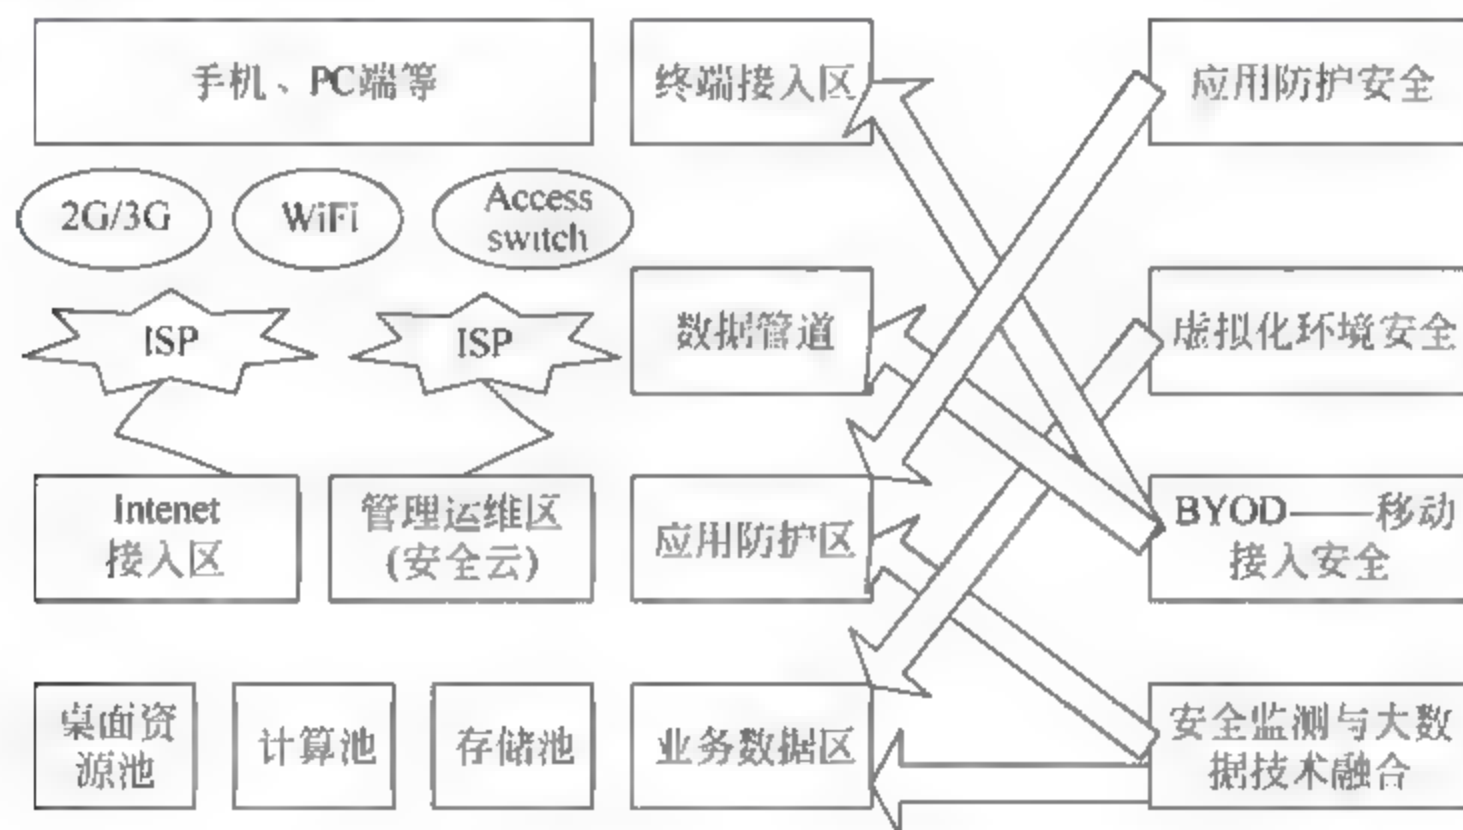 手机、PC端等
终端接入区
应用防护安全
2G/3G
WiFi
Access
switch
ISP
ISP
数据管道
虚拟化环境安全
Intenet
接入区
管理运维区
(安全云)
应用防护区
BYOD——移动
接入安全
桌面资
源池
计算池
存储池
业务数据区
安全监测与大数
据技术融合